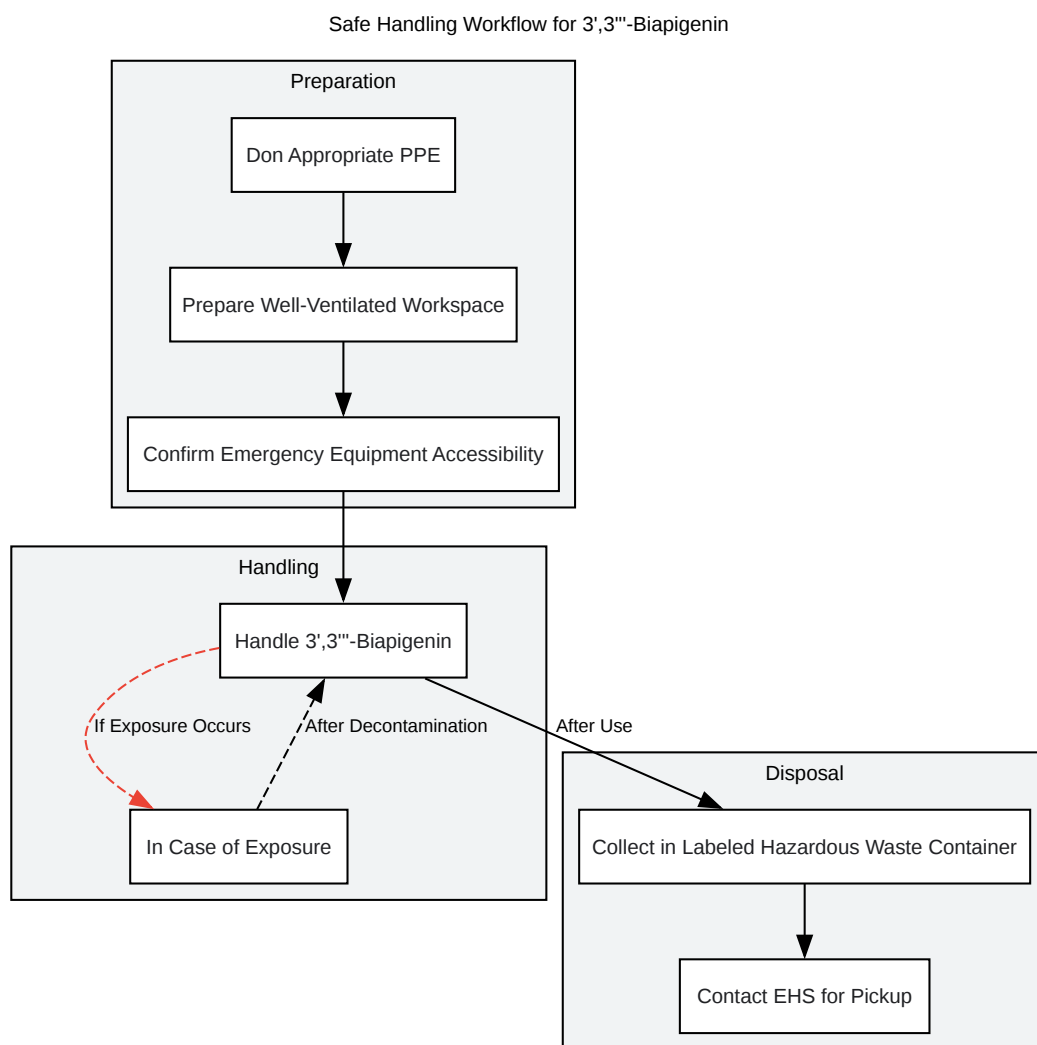 Safe Handling Workflow for 3',3'''-Biapigenin
Preparation
Don Appropriate PPE
Prepare Well-Ventilated Workspace
Confirm Emergency Equipment Accessibility
Handling
Handle 3',3'''-Biapigenin
If Exposure Occurs
After Decontamination
After Use
In Case of Exposure
Disposal
Collect in Labeled Hazardous Waste Container
Contact EHS for Pickup